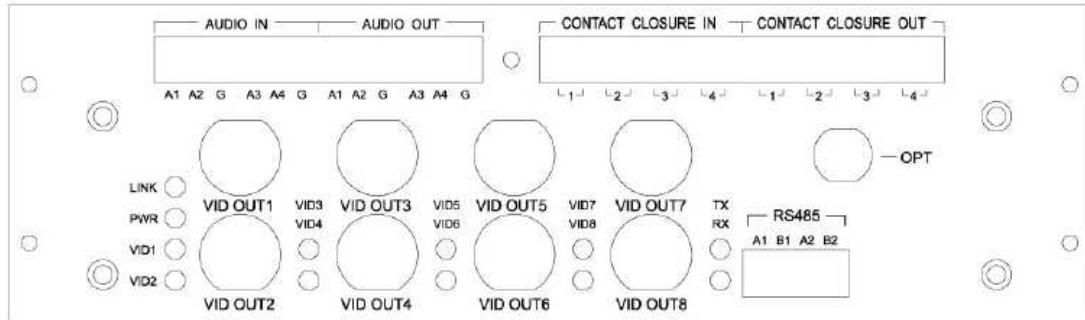 AUDIO IN AUDIO OUT CONTACT CLOSURE IN CONTACT CLOSURE OUT
A1 A2 G A3 A4 G A1 A2 G A3 A4 G 1 2 3 4 1 2 3 4
OPT
LINK
VID OUT1 VID3 VID OUT3 VID5 VID OUT5 VID7 VID OUT7 TX
PWR VID4 VID6 VID8 RX RS485
VID1 A1 B1 A2 B2
VID2
VID OUT2 VID OUT4 VID OUT6 VID OUT8